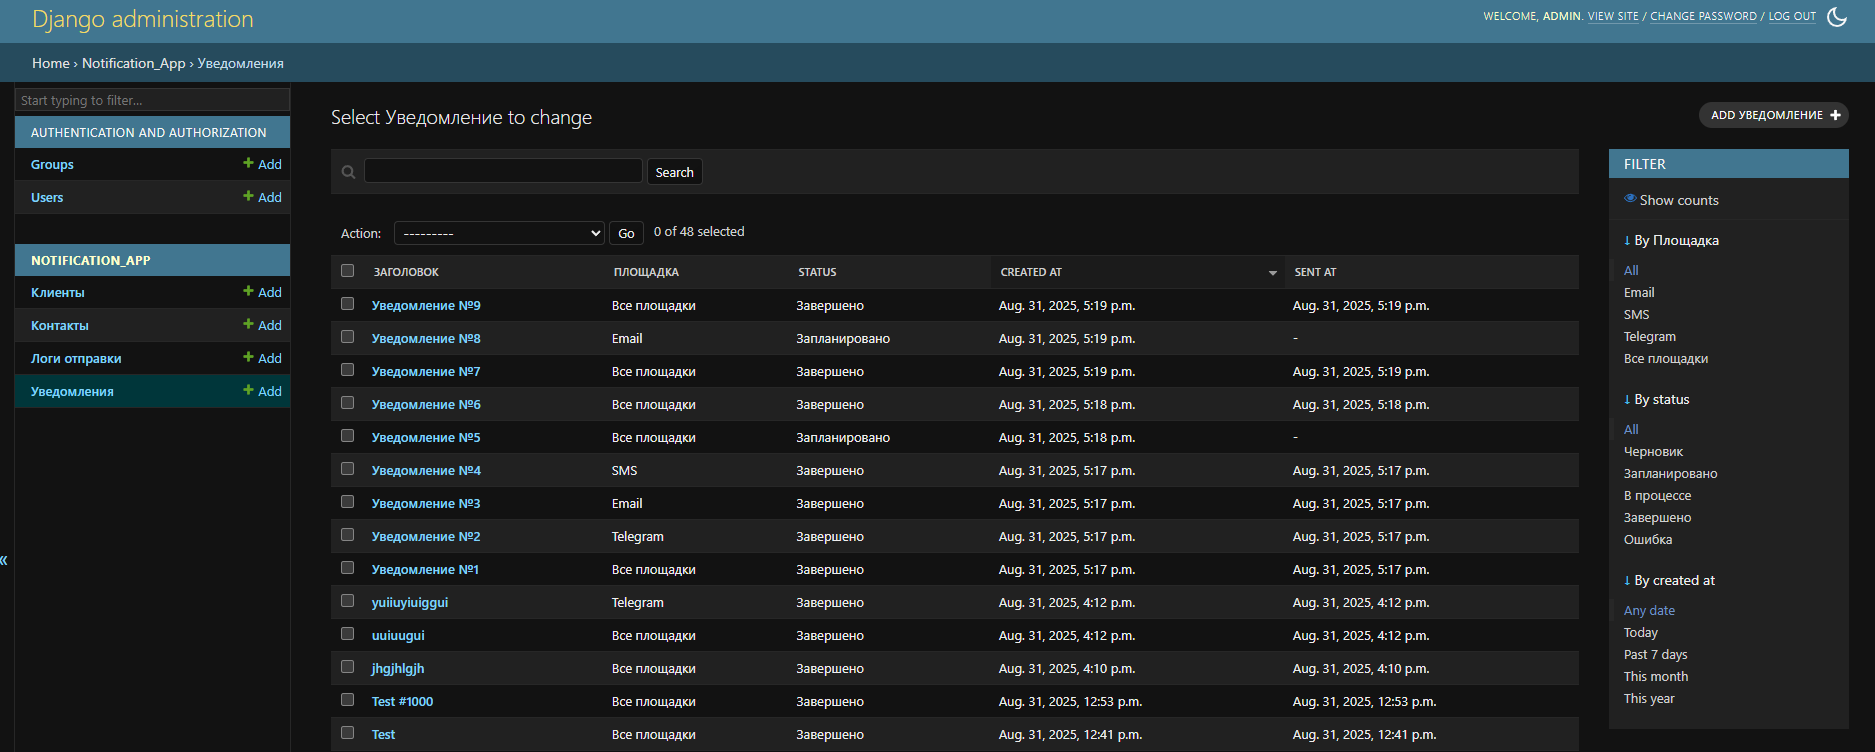 Django administration
WELCOME, ADMIN. VIEW SITE / CHANGE PASSWORD / LOG OUT
Home › Notification_App › Уведомления
Start typing to filter...
AUTHENTICATION AND AUTHORIZATION
Groups + Add
Users + Add
NOTIFICATION_APP
Клиенты + Add
Контакты + Add
Логи отправки + Add
Уведомления + Add
«
Select Уведомление to change
ADD УВЕДОМЛЕНИЕ +
Search
Action: --------- Go 0 of 48 selected
ЗАГОЛОВОК ПЛОЩАДКА STATUS CREATED AT SENT AT
Уведомление №9 Все площадки Завершено Aug. 31, 2025, 5:19 p.m. Aug. 31, 2025, 5:19 p.m.
Уведомление №8 Email Запланировано Aug. 31, 2025, 5:19 p.m. -
Уведомление №7 Все площадки Завершено Aug. 31, 2025, 5:19 p.m. Aug. 31, 2025, 5:19 p.m.
Уведомление №6 Все площадки Завершено Aug. 31, 2025, 5:18 p.m. Aug. 31, 2025, 5:18 p.m.
Уведомление №5 Все площадки Запланировано Aug. 31, 2025, 5:18 p.m. -
Уведомление №4 SMS Завершено Aug. 31, 2025, 5:17 p.m. Aug. 31, 2025, 5:17 p.m.
Уведомление №3 Email Завершено Aug. 31, 2025, 5:17 p.m. Aug. 31, 2025, 5:17 p.m.
Уведомление №2 Telegram Завершено Aug. 31, 2025, 5:17 p.m. Aug. 31, 2025, 5:17 p.m.
Уведомление №1 Все площадки Завершено Aug. 31, 2025, 5:17 p.m. Aug. 31, 2025, 5:17 p.m.
yuiiuyiuiggui Telegram Завершено Aug. 31, 2025, 4:12 p.m. Aug. 31, 2025, 4:12 p.m.
uuiuugui Все площадки Завершено Aug. 31, 2025, 4:12 p.m. Aug. 31, 2025, 4:12 p.m.
jhgjhlgjh Все площадки Завершено Aug. 31, 2025, 4:10 p.m. Aug. 31, 2025, 4:10 p.m.
Test #1000 Все площадки Завершено Aug. 31, 2025, 12:53 p.m. Aug. 31, 2025, 12:53 p.m.
Test Все площадки Завершено Aug. 31, 2025, 12:41 p.m. Aug. 31, 2025, 12:41 p.m.
FILTER
Show counts
↓ By Площадка
All
Email
SMS
Telegram
Все площадки
↓ By status
All
Черновик
Запланировано
В процессе
Завершено
Ошибка
↓ By created at
Any date
Today
Past 7 days
This month
This year